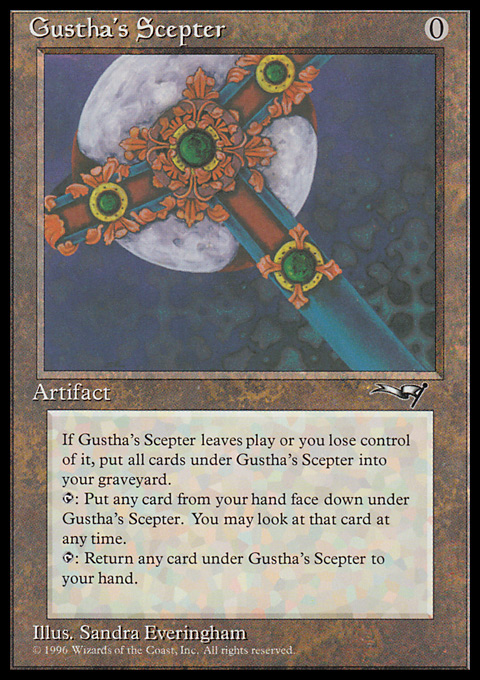 Gustha's Scepter 0
Artifact
If Gustha's Scepter leaves play or you lose control
of it, put all cards under Gustha's Scepter into
your graveyard.
: Put any card from your hand face down under
Gustha's Scepter. You may look at that card at
any time.
: Return any card under Gustha's Scepter to
your hand.
Illus. Sandra Everingham
© 1996 Wizards of the Coast, Inc. All rights reserved.